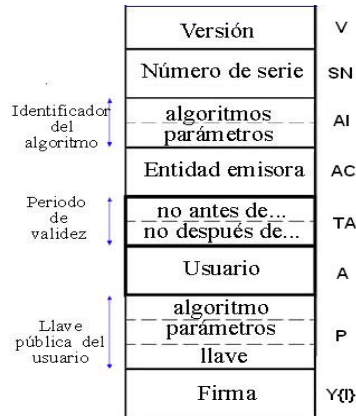 Versión V
Número de serie SN
Identificador
del
algoritmo
algoritmos
parámetros
AI
Entidad emisora AC
Periodo
de
validez
no antes de...
no después de...
TA
Usuario A
Llave
pública del
usuario
algoritmo
parámetros
llave
P
Firma Y{I}